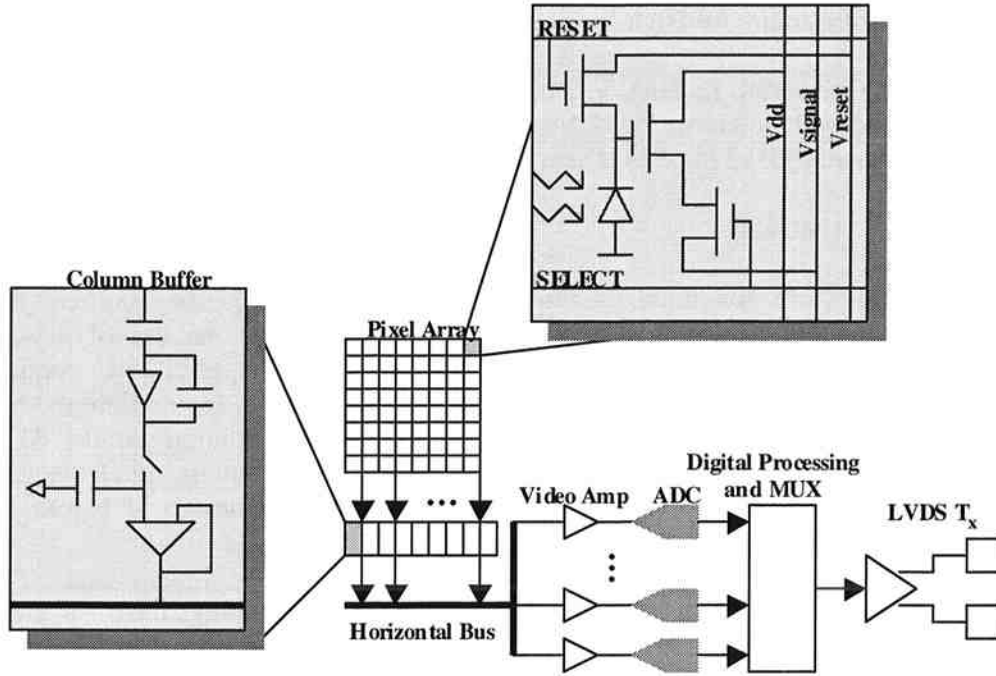 RESET
Vdd
Vsignal
Vreset
SELECT
Column Buffer
Pixel Array
Digital Processing
and MUX
Video Amp
ADC
LVDS Tx
Horizontal Bus